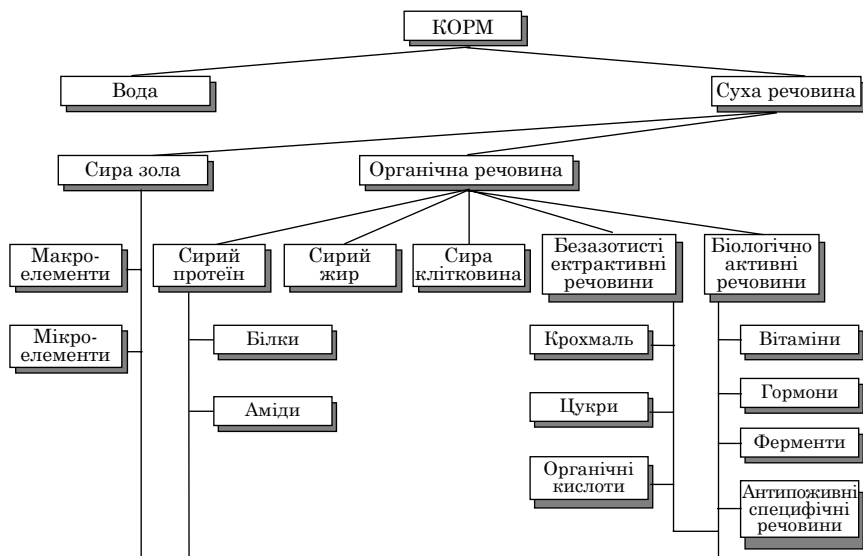 КОРМ
Вода
Суха речовина
Сира зола
Органічна речовина
Макро-
елементи
Сирий
протеїн
Сирий
жир
Сира
клітковина
Безазотисті
ектрактивні
речовини
Біологічно
активні
речовини
Мікро-
елементи
Білки
Крохмаль
Вітаміни
Аміди
Цукри
Гормони
Ферменти
Органічні
кислоти
Антипоживні
специфічні
речовини